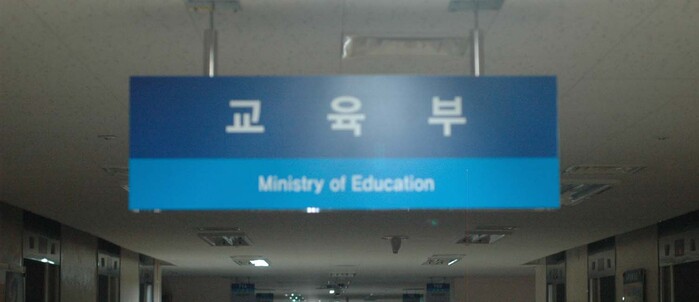 교육부
Ministry of Education